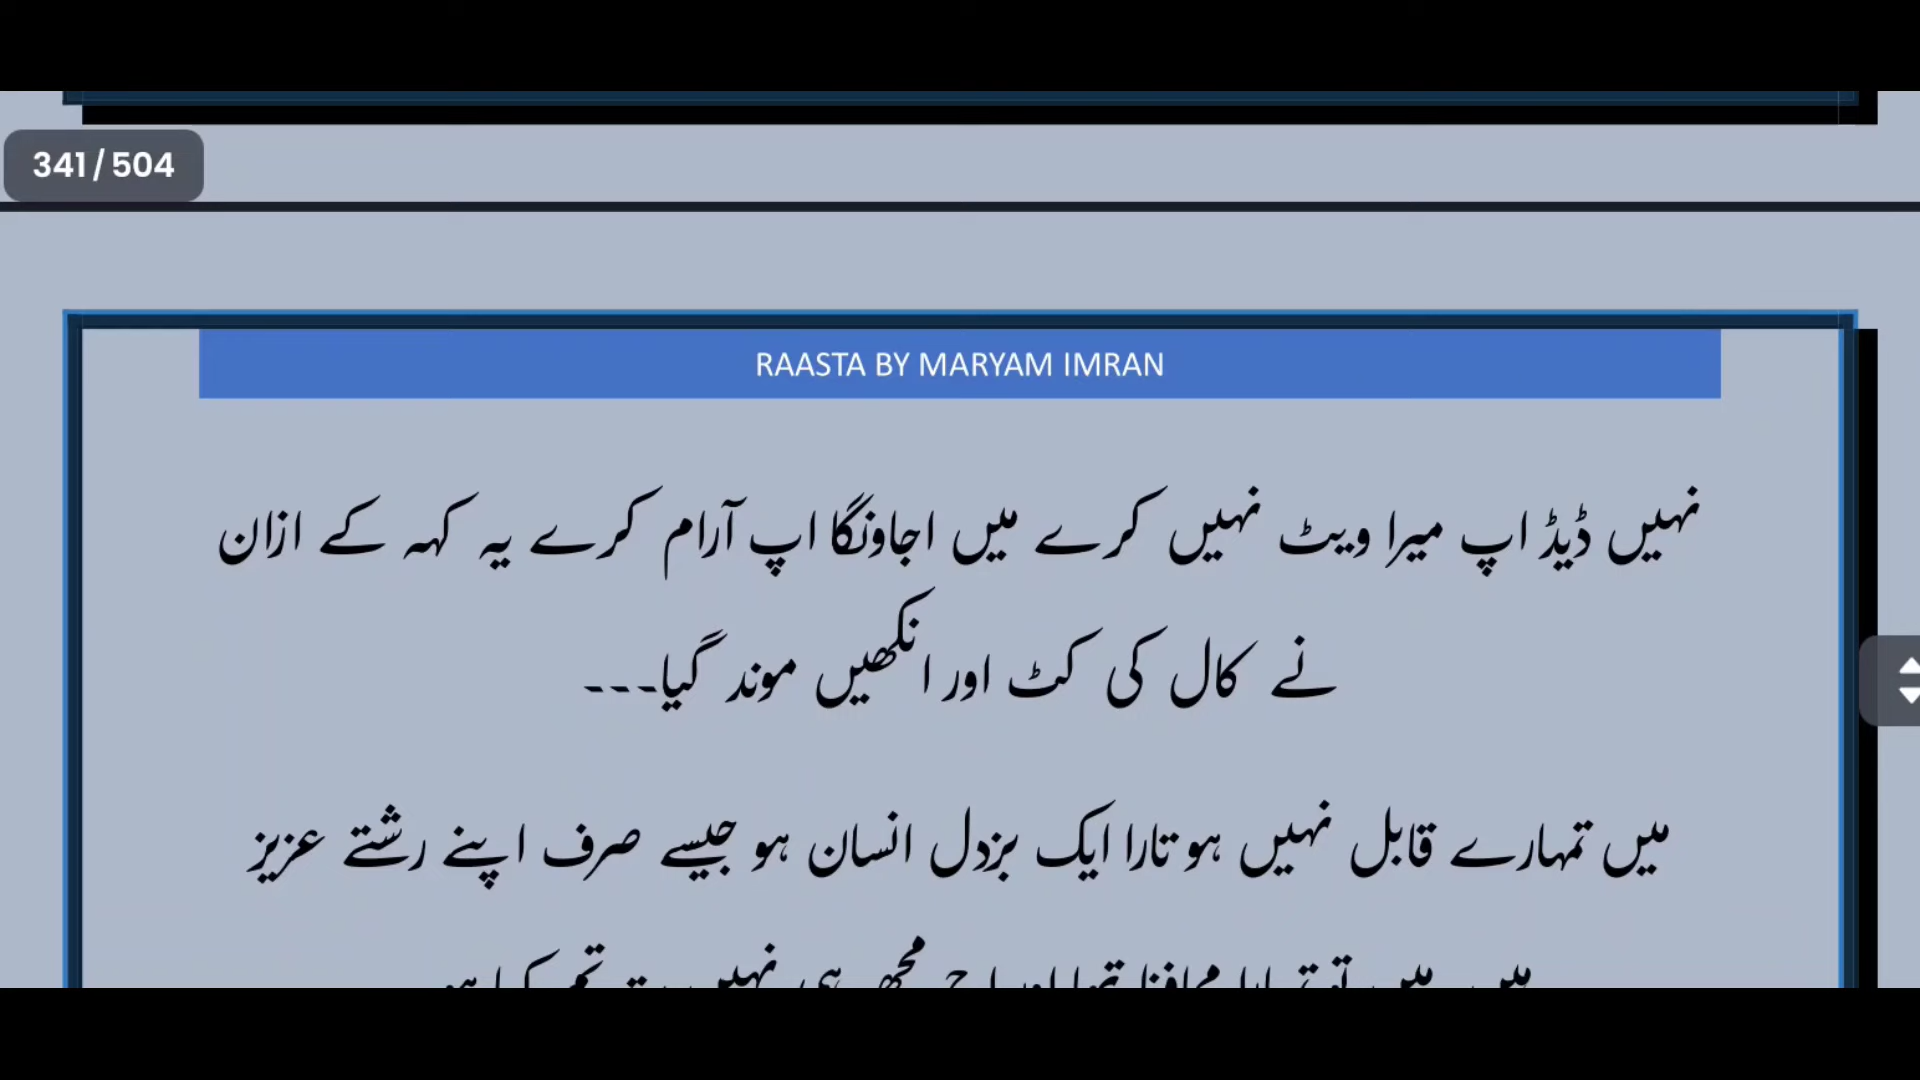 341/504
RAASTA BY MARYAM IMRAN
نہیں ڈیڈ اپ میرا ویٹ نہیں کرے میں اجاونگا اپ آرام کرے یہ کہہ کے ازان
نے کال کی کٹ اور انکھیں موند گیا---
میں تمہارے قابل نہیں ہو تارا ایک بزدل انسان ہو جیسے صرف اپنے رشتے عزیز